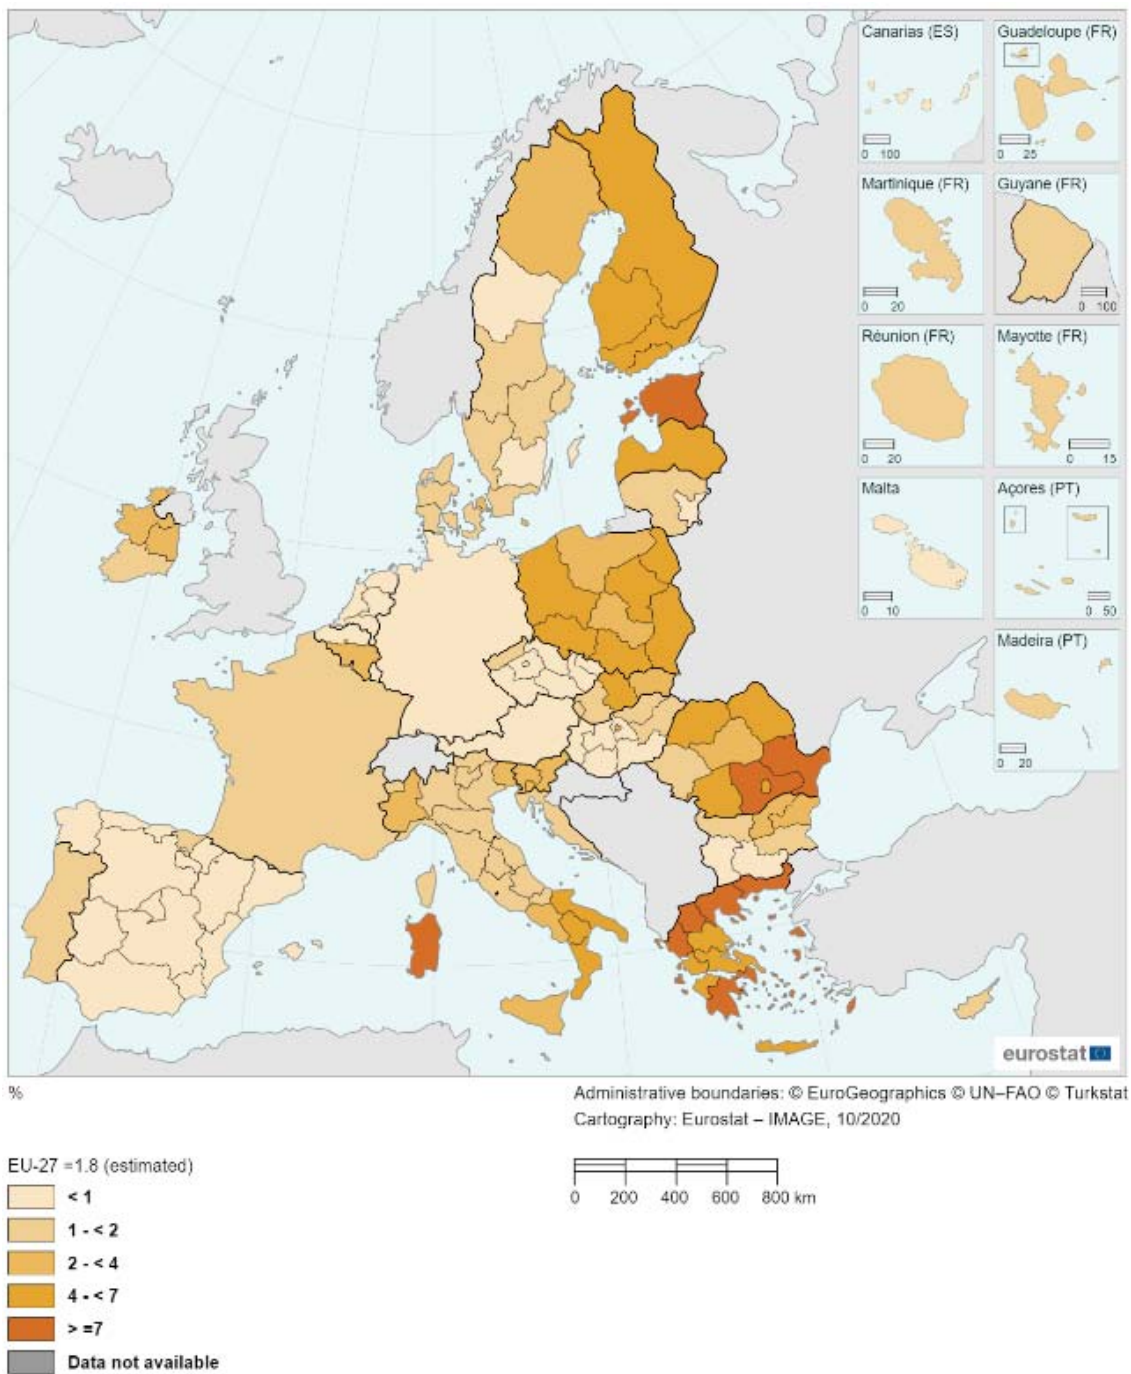 Canarias (ES)
0 100
Guadeloupe (FR)
0 25
Martinique (FR)
0 20
Guyane (FR)
0 100
Réunion (FR)
0 20
Mayotte (FR)
0 15
Malta
0 10
Açores (PT)
0 50
Madeira (PT)
0 20
eurostat
%
Administrative boundaries: © EuroGeographics © UN–FAO © Turkstat
Cartography: Eurostat – IMAGE, 10/2020
EU-27 =1.8 (estimated)
< 1
1 - < 2
2 - < 4
4 - < 7
> =7
Data not available
0 200 400 600 800 km